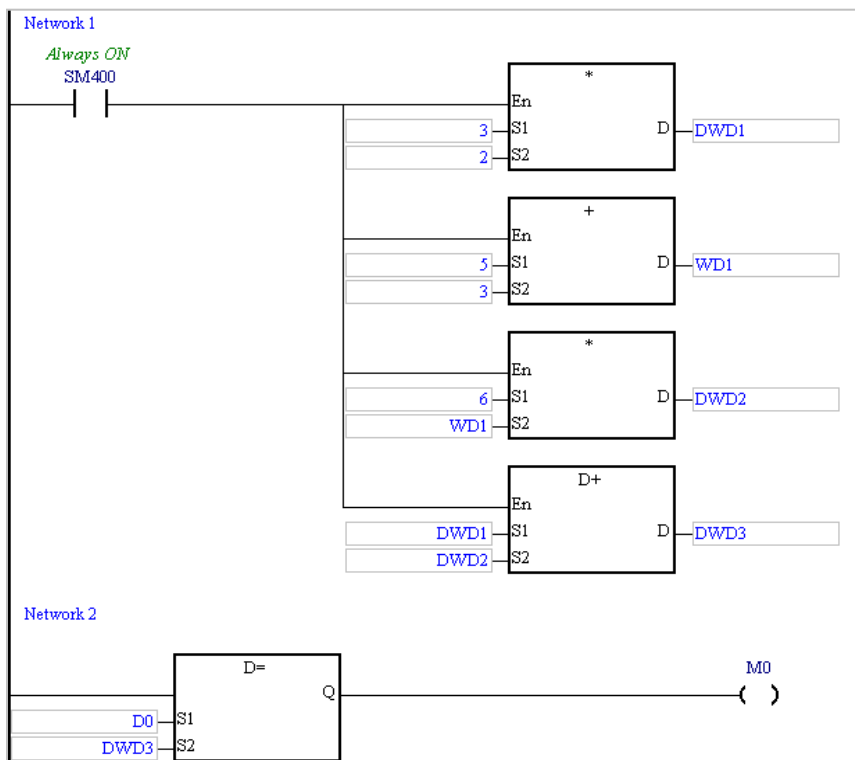 Network 1
Always ON
SM400
*
En
3 S1 D DWD1
2 S2
+
En
5 S1 D WD1
3 S2
*
En
6 S1 D DWD2
WD1 S2
D+
En
DWD1 S1 D DWD3
DWD2 S2
Network 2
D= M0
Q
D0 S1
DWD3 S2